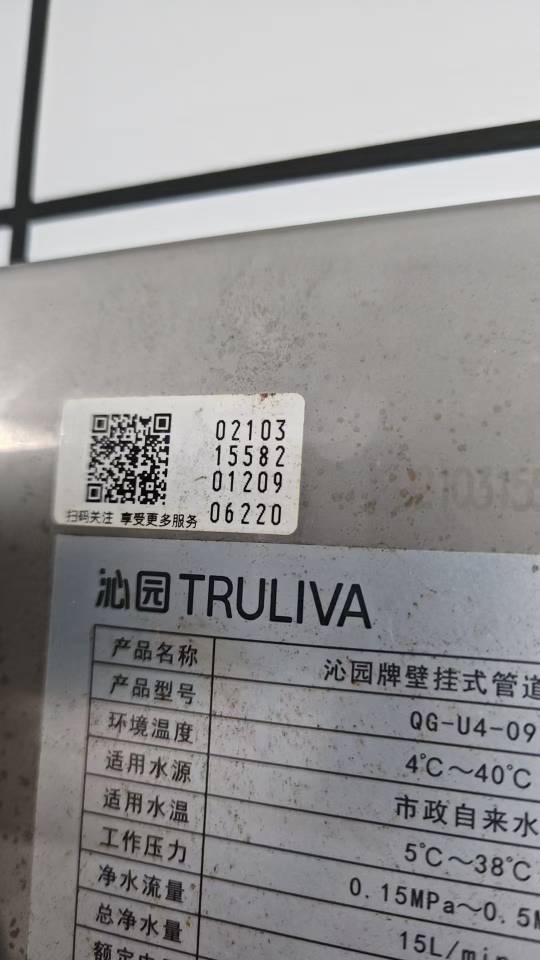 02103
15582
01209
06220
扫码关注 享受更多服务
沁园 TRULIVA
产品名称 沁园牌壁挂式管道
产品型号 QG-U4-09
环境温度 4℃~40℃
适用水源 市政自来水
适用水温 5℃~38℃
工作压力 0.15MPa~0.5M
净水流量 15L/min
总净水量